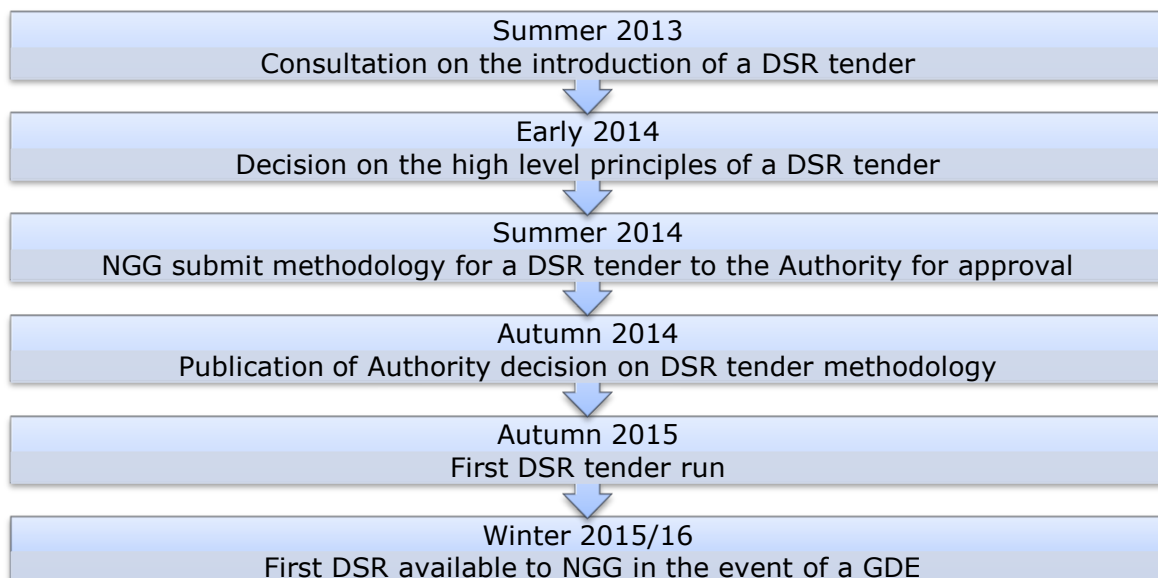 Summer 2013
Consultation on the introduction of a DSR tender
Early 2014
Decision on the high level principles of a DSR tender
Summer 2014
NGG submit methodology for a DSR tender to the Authority for approval
Autumn 2014
Publication of Authority decision on DSR tender methodology
Autumn 2015
First DSR tender run
Winter 2015/16
First DSR available to NGG in the event of a GDE